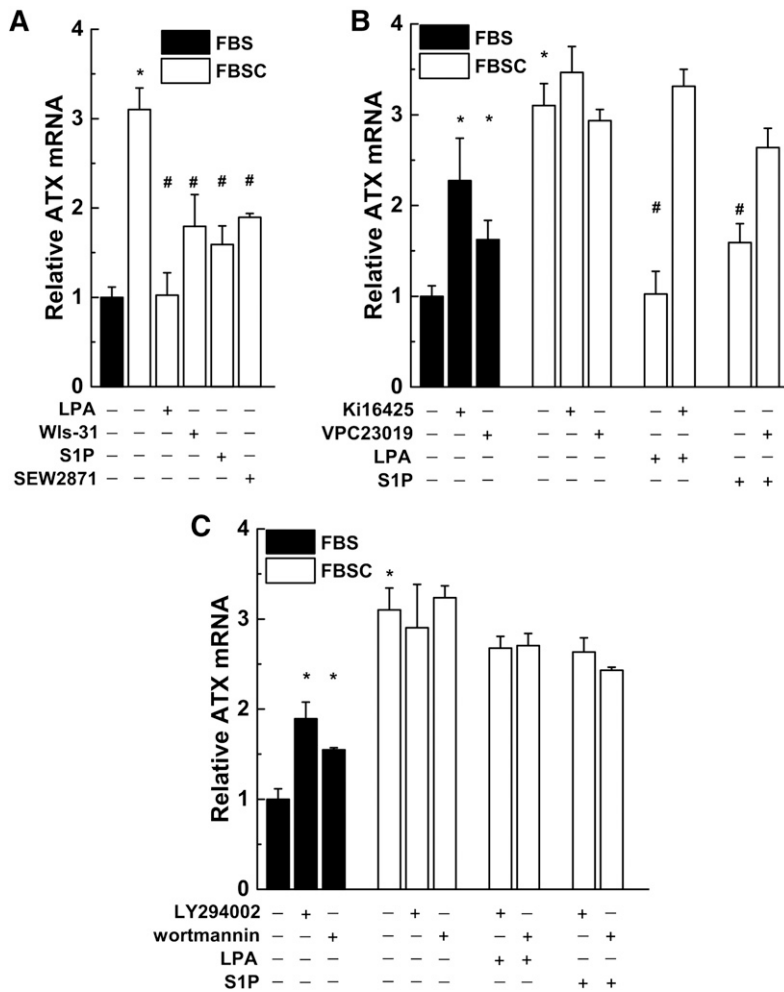 A
4
FBS
FBSC
*
3
# # # #
2
1
0
Relative ATX mRNA
LPA – – + – – –
Wls-31 – – – + – –
S1P – – – – + –
SEW2871 – – – – – +
B
4
FBS
FBSC
*
* *
3
# #
2
1
0
Relative ATX mRNA
Ki16425 – + – – + – – + – –
VPC23019 – – + – – + – – – +
LPA – – – – – – + + – –
S1P – – – – – – – – + +
C
4
FBS
FBSC
*
3
* *
2
1
0
Relative ATX mRNA
LY294002 – + – – + – + – + –
wortmannin – – + – – + – + – +
LPA – – – – – – + + – –
S1P – – – – – – – – + +